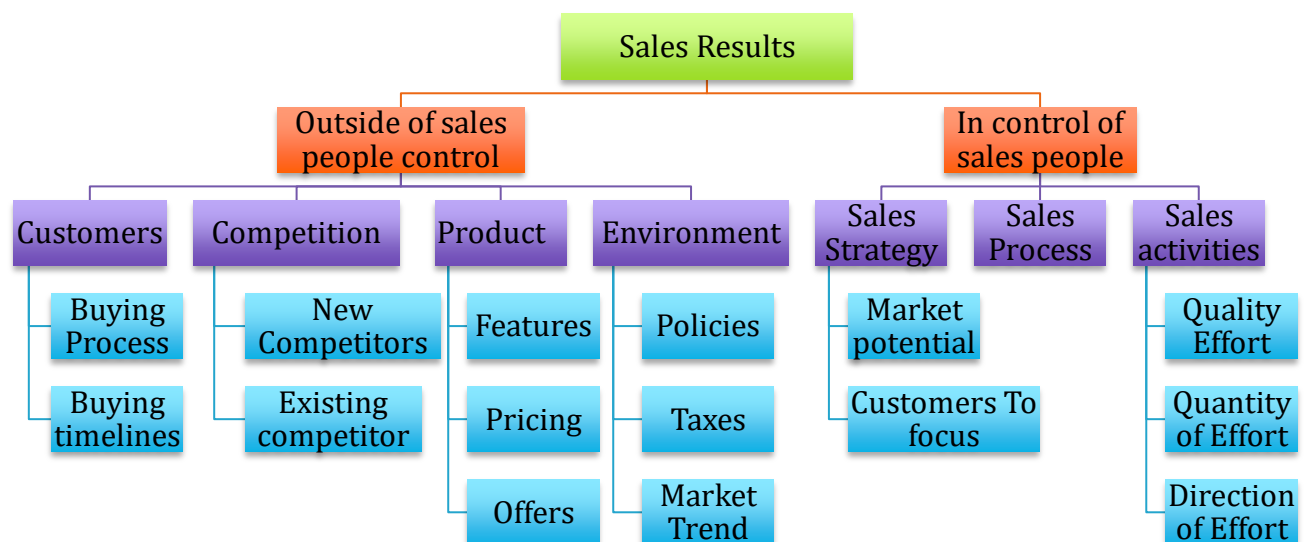 Sales Results
Outside of sales
people control
In control of
sales people
Customers
Competition
Product
Environment
Sales
Strategy
Sales
Process
Sales
activities
Buying
Process
New
Competitors
Features
Policies
Market
potential
Quality
Effort
Buying
timelines
Existing
competitor
Pricing
Taxes
Customers To
focus
Quantity
of Effort
Offers
Market
Trend
Direction
of Effort